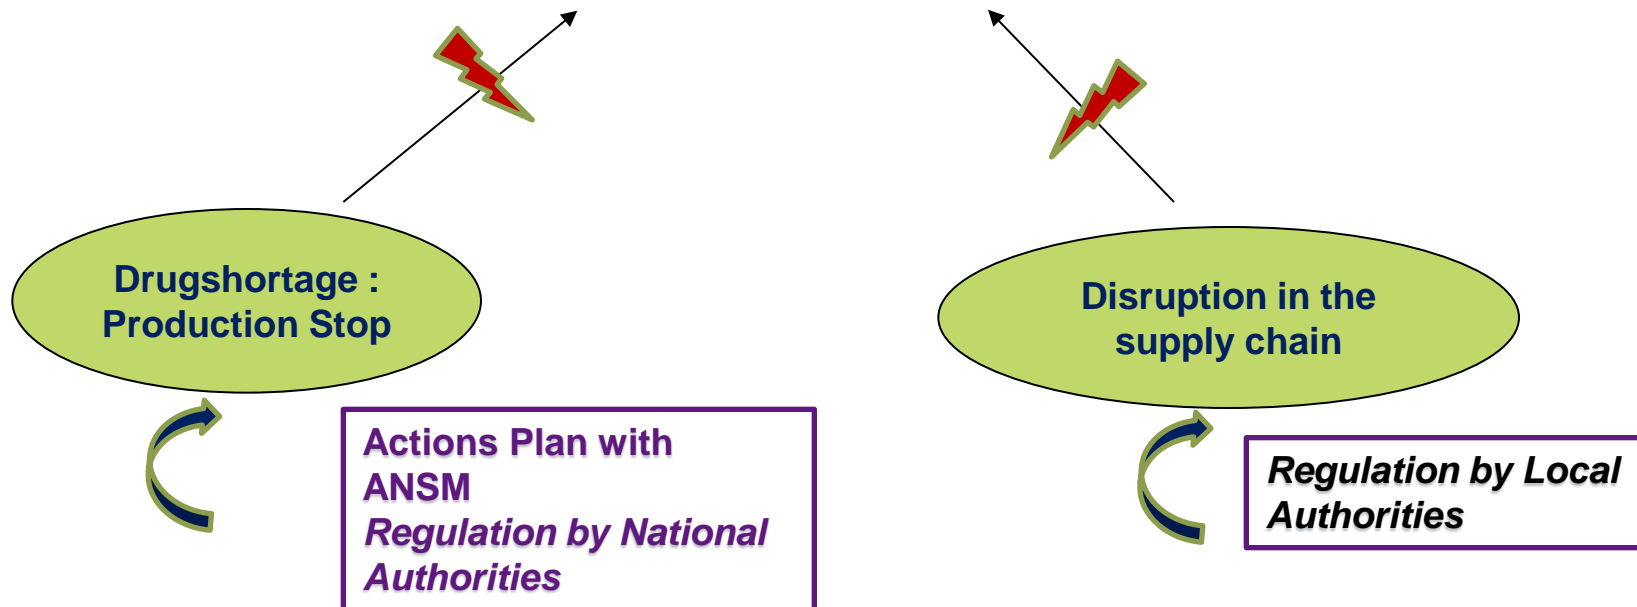 Drugshortage :
Production Stop
Disruption in the
supply chain
Actions Plan with
ANSM
Regulation by National
Authorities
Regulation by Local
Authorities